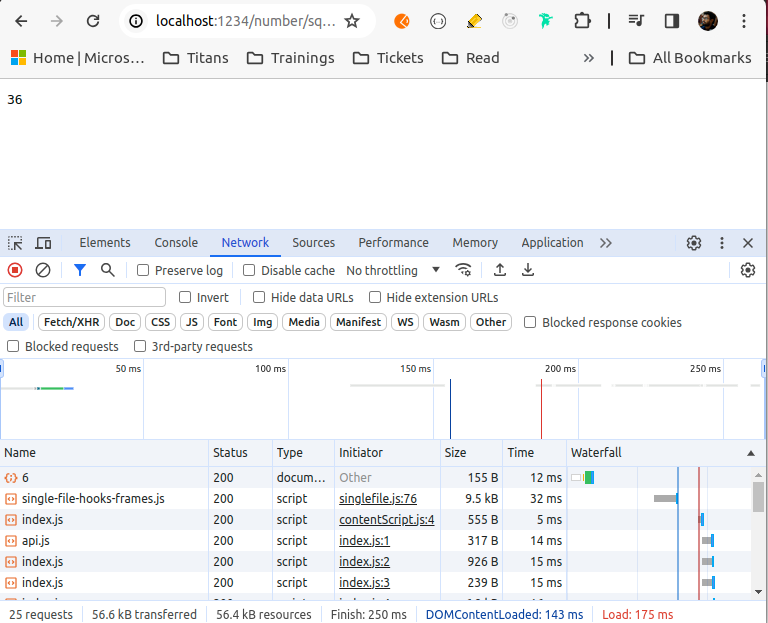 localhost:1234/number/sq...
Home | Micros... Titans Trainings Tickets Read » All Bookmarks
36
Elements Console Network Sources Performance Memory Application
Preserve log Disable cache No throttling
Filter Invert Hide data URLs Hide extension URLs
All Fetch/XHR Doc CSS JS Font Img Media Manifest WS Wasm Other Blocked response cookies
Blocked requests 3rd-party requests
50 ms 100 ms 150 ms 200 ms 250 ms
Name Status Type Initiator Size Time Waterfall
6 200 docum... Other 155 B 12 ms
single-file-hooks-frames.js 200 script singlefile.js:76 9.5 kB 32 ms
index.js 200 script contentScript.js:4 555 B 5 ms
api.js 200 script index.js:1 317 B 14 ms
index.js 200 script index.js:2 926 B 15 ms
index.js 200 script index.js:3 239 B 15 ms
25 requests 56.6 kB transferred 56.4 kB resources Finish: 250 ms DOMContentLoaded: 143 ms Load: 175 ms